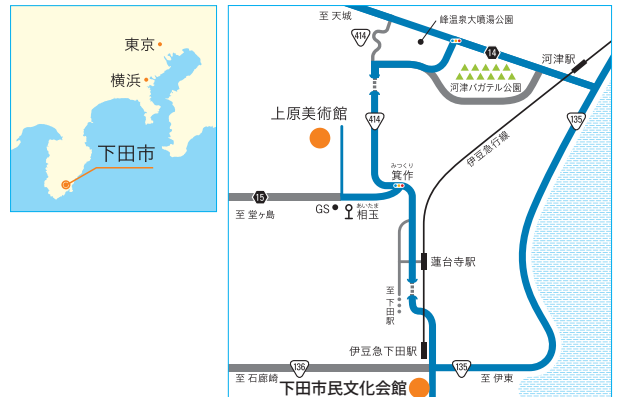 東京
横浜
下田市
至 天城
峰温泉大噴湯公園
414
14
河津駅
河津バガテル公園
上原美術館
414
135
伊豆急行線
みつくり
箕作
15
GS
あいたま
相玉
至 堂ヶ島
蓮台寺駅
至 下田駅
伊豆急下田駅
136
135
至 石廊崎
至 伊東
下田市民文化会館